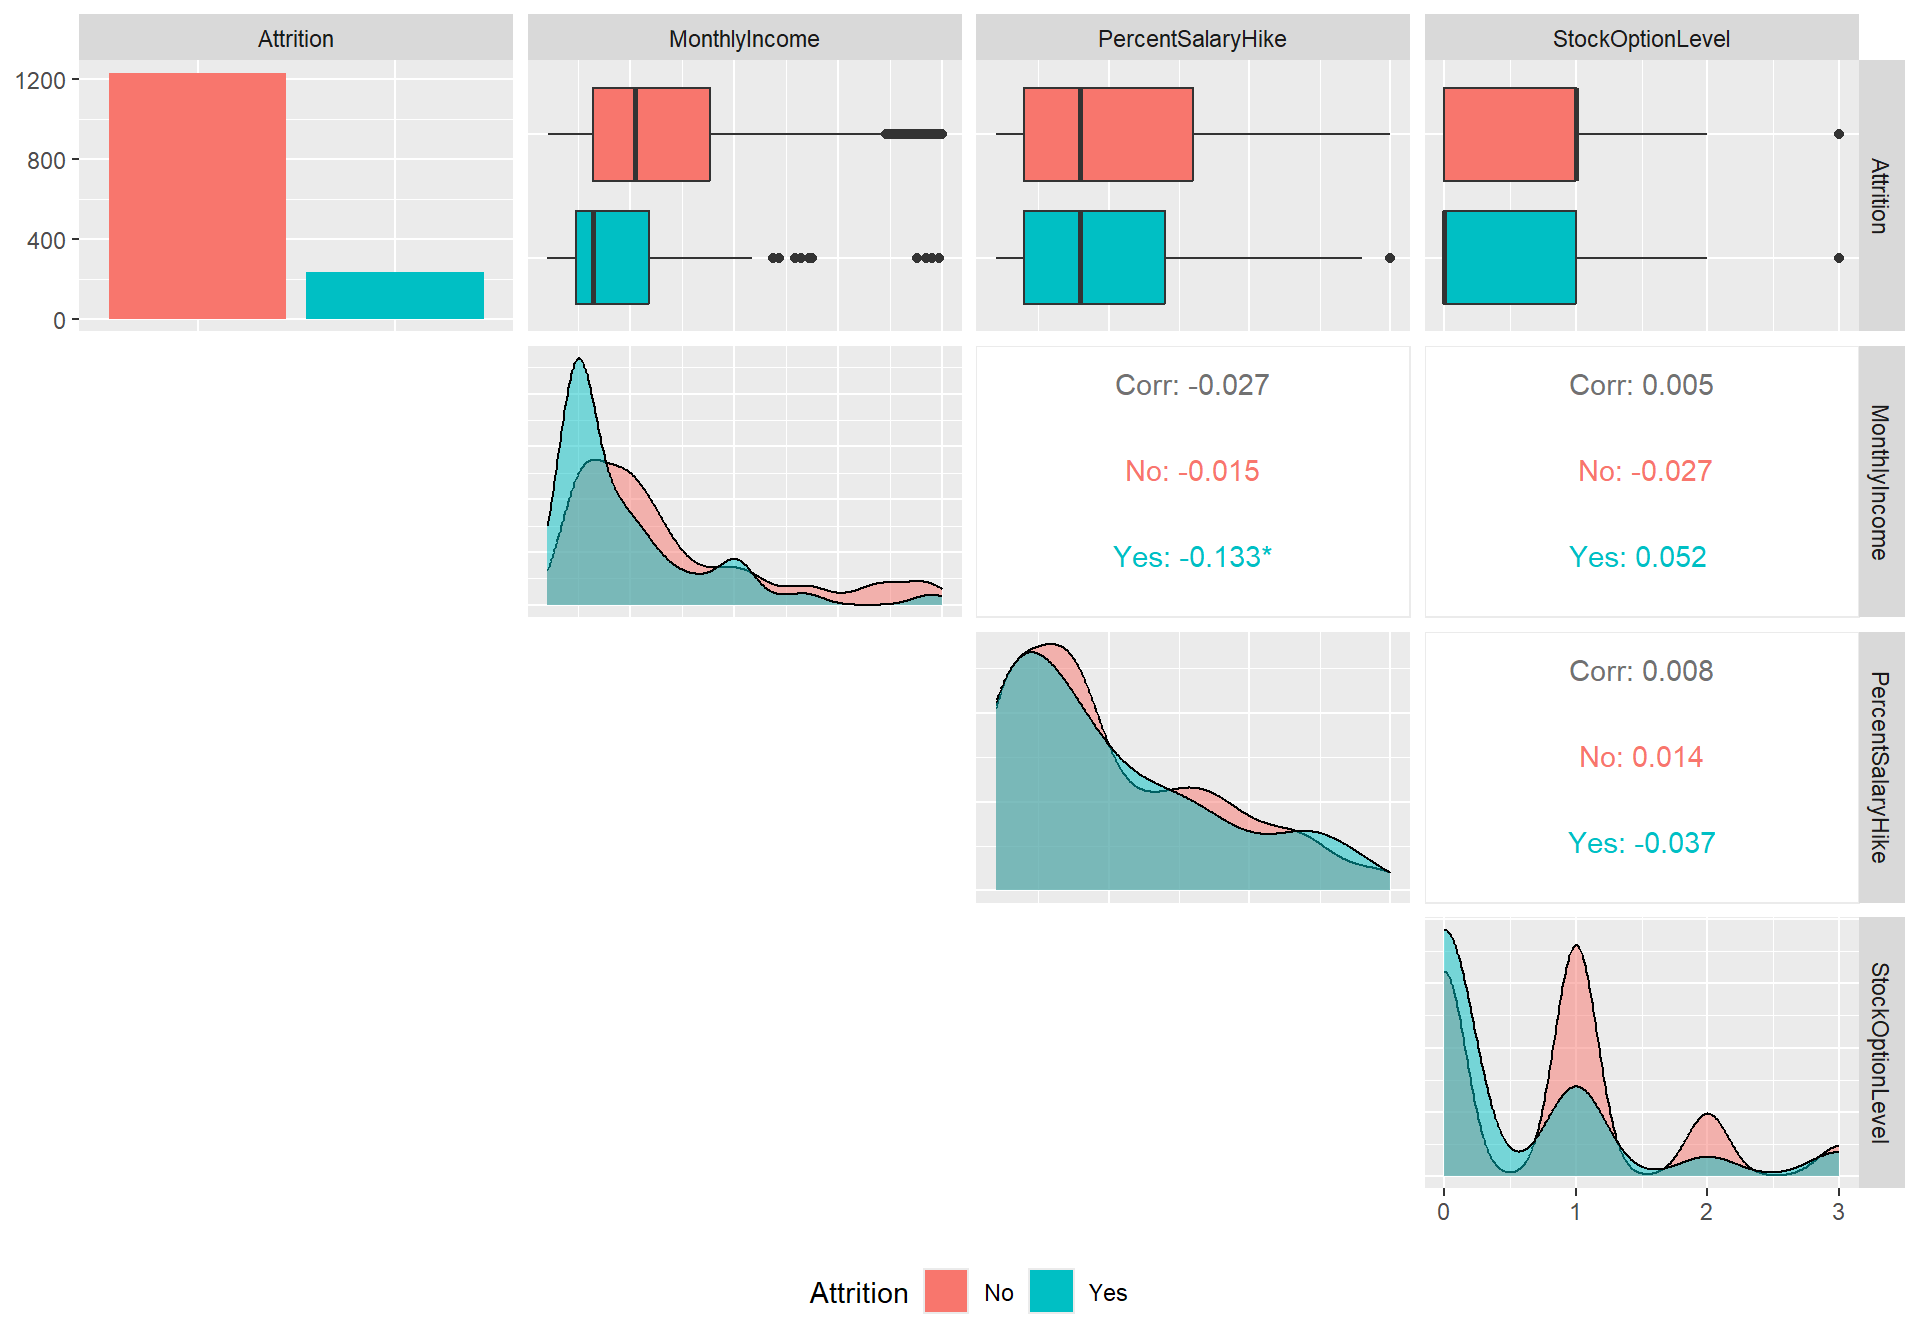 Attrition
MonthlyIncome
PercentSalaryHike
StockOptionLevel
1200
800
400
0
Attrition
Corr: -0.027
No: -0.015
Yes: -0.133*
Corr: 0.005
No: -0.027
Yes: 0.052
MonthlyIncome
Corr: 0.008
No: 0.014
Yes: -0.037
PercentSalaryHike
StockOptionLevel
0 1 2 3
Attrition No Yes